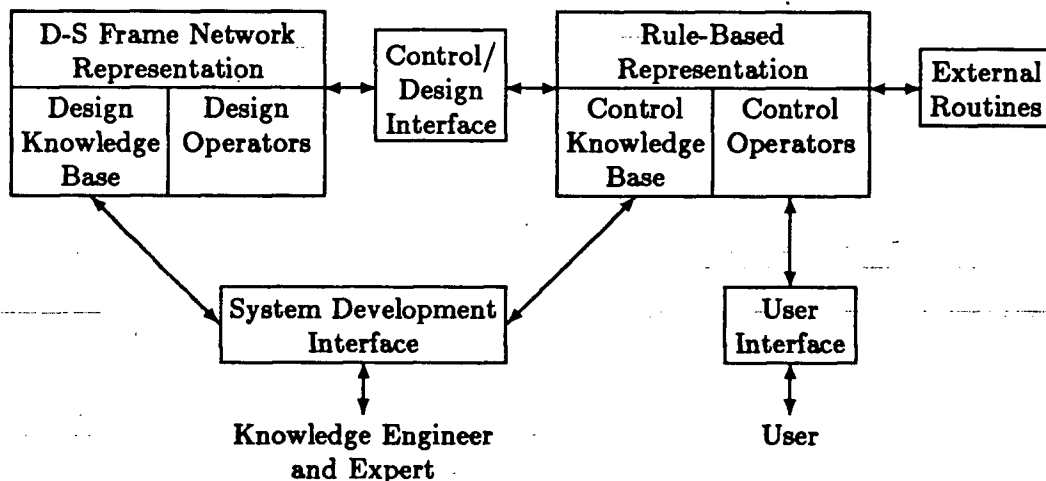 D-S Frame Network
Representation
Design
Knowledge
Base
Design
Operators
Control/
Design
Interface
Rule-Based
Representation
Control
Knowledge
Base
Control
Operators
External
Routines
System Development
Interface
User
Interface
Knowledge Engineer
and Expert
User